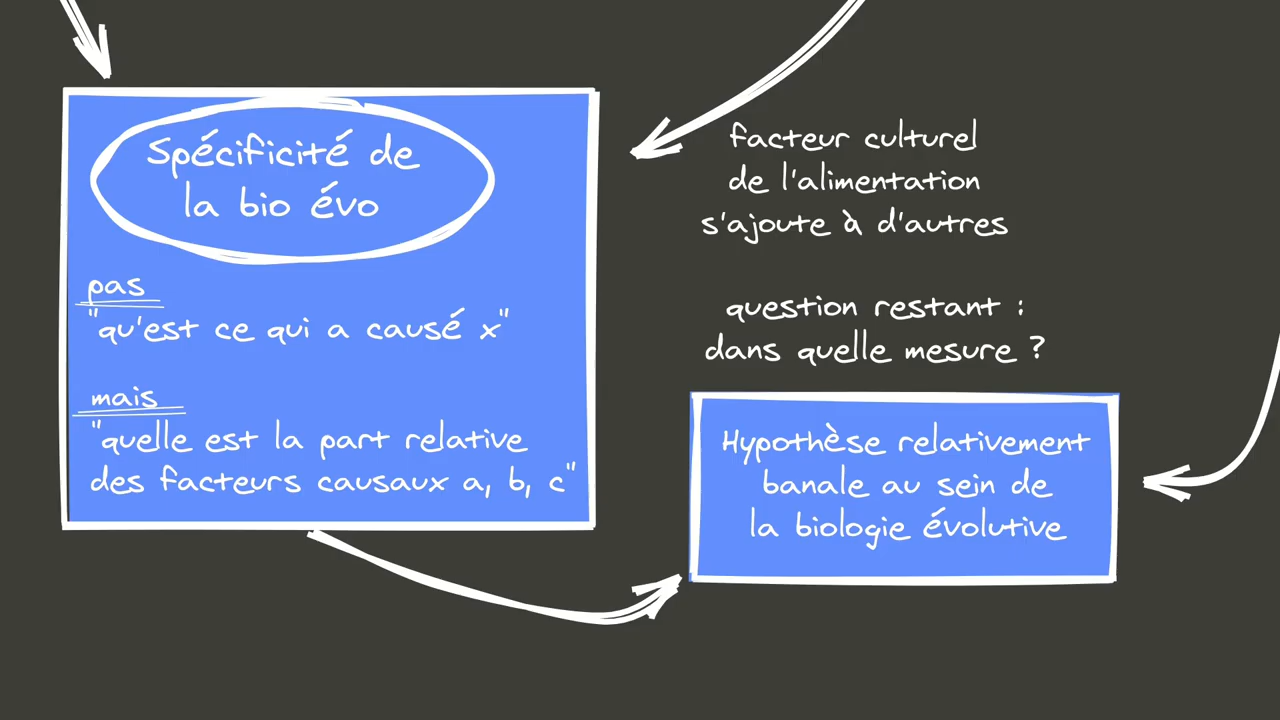 Spécificité de
la bio évo
pas
"qu'est ce qui a causé x"
mais
"quelle est la part relative
des facteurs causaux a, b, c"
facteur culturel
de l'alimentation
s'ajoute à d'autres
question restant :
dans quelle mesure ?
Hypothèse relativement
banale au sein de
la biologie évolutive